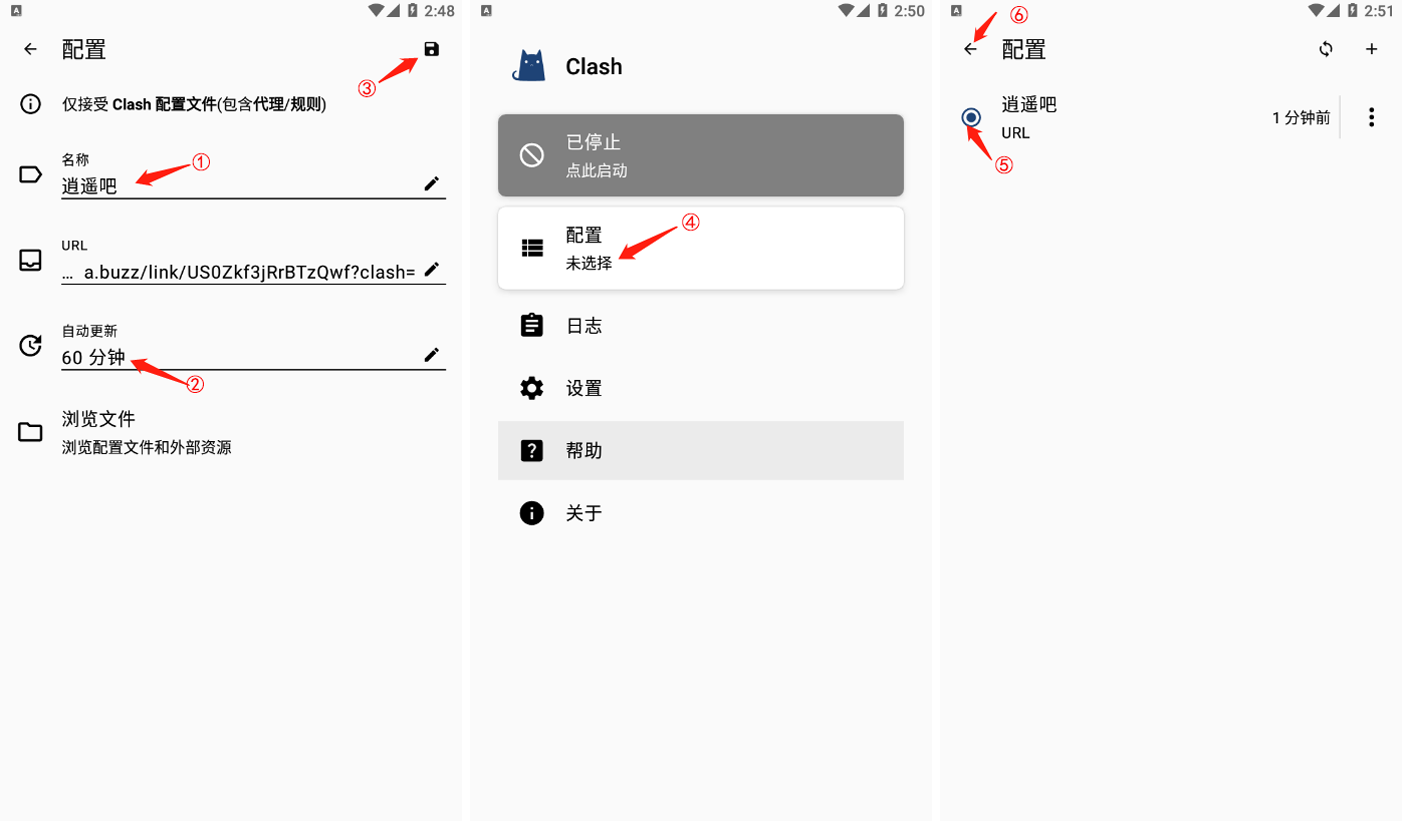 2:48
配置
③
仅接受 Clash 配置文件(包含代理/规则)
名称
逍遥吧
①
URL
... a.buzz/link/US0Zkf3jRrBTzQwf?clash=
自动更新
60 分钟
②
浏览文件
浏览配置文件和外部资源
2:50
Clash
已停止
点此启动
配置
未选择
④
日志
设置
帮助
关于
2:51
⑥
配置
逍遥吧
URL
1 分钟前
⑤